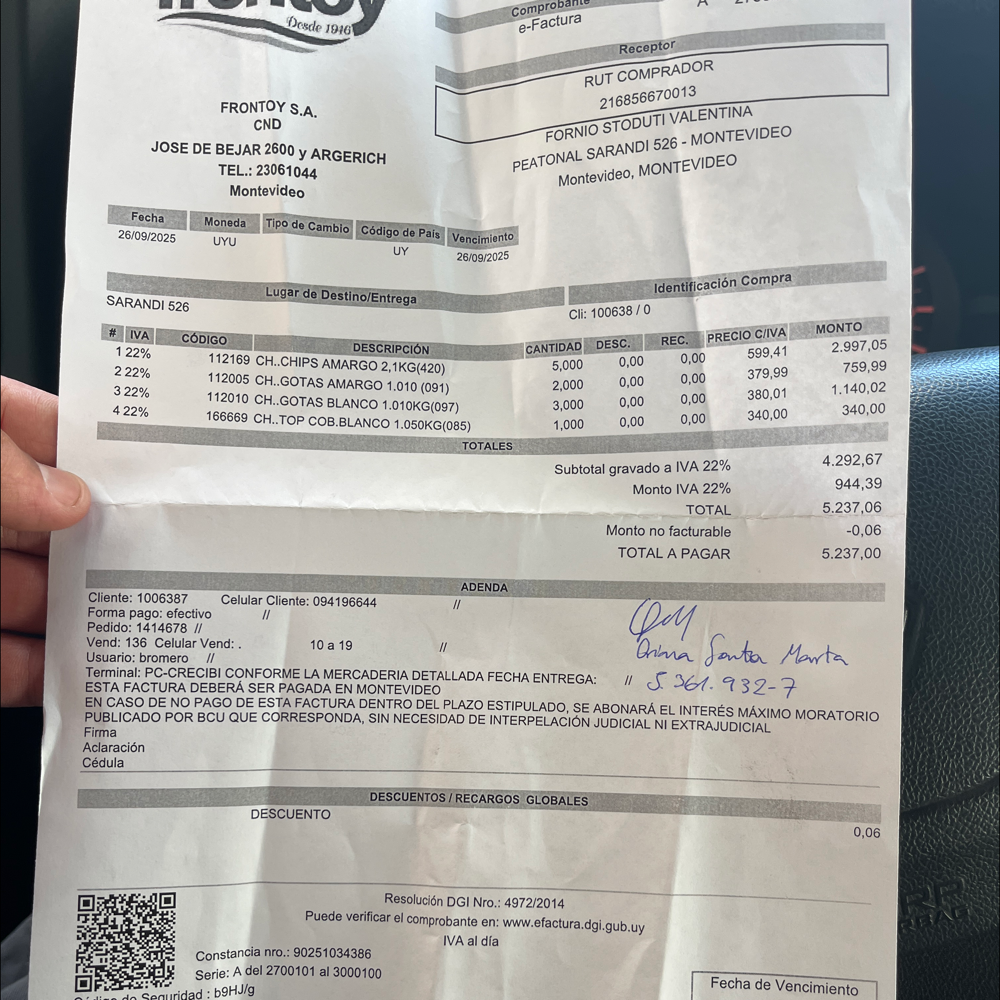 frontoy
Desde 1946
Comprobante
e-Factura
A
Receptor
RUT COMPRADOR
216856670013
FORNIO STODUTI VALENTINA
PEATONAL SARANDI 526 - MONTEVIDEO
Montevideo, MONTEVIDEO
FRONTOY S.A.
CND
JOSE DE BEJAR 2600 y ARGERICH
TEL.: 23061044
Montevideo
Fecha Moneda Tipo de Cambio Código de País Vencimiento
26/09/2025 UYU UY 26/09/2025
Lugar de Destino/Entrega Identificación Compra
SARANDI 526 Cli: 100638 / 0
# IVA CÓDIGO DESCRIPCIÓN CANTIDAD DESC. REC. PRECIO C/IVA MONTO
1 22% 112169 CH..CHIPS AMARGO 2,1KG(420) 5,000 0,00 0,00 599,41 2.997,05
2 22% 112005 CH..GOTAS AMARGO 1.010 (091) 2,000 0,00 0,00 379,99 759,99
3 22% 112010 CH..GOTAS BLANCO 1.010KG(097) 3,000 0,00 0,00 380,01 1.140,02
4 22% 166669 CH..TOP COB.BLANCO 1.050KG(085) 1,000 0,00 0,00 340,00 340,00
TOTALES
Subtotal gravado a IVA 22% 4.292,67
Monto IVA 22% 944,39
TOTAL 5.237,06
Monto no facturable -0,06
TOTAL A PAGAR 5.237,00
ADENDA
Cliente: 1006387 Celular Cliente: 094196644 //
Forma pago: efectivo //
Pedido: 1414678 //
Vend: 136 Celular Vend: . 10 a 19 //
Usuario: bromero //
Terminal: PC-CRECIBI CONFORME LA MERCADERIA DETALLADA FECHA ENTREGA: //
Oriana Santa Marta
5.361.932-7
ESTA FACTURA DEBERÁ SER PAGADA EN MONTEVIDEO
EN CASO DE NO PAGO DE ESTA FACTURA DENTRO DEL PLAZO ESTIPULADO, SE ABONARÁ EL INTERÉS MÁXIMO MORATORIO
PUBLICADO POR BCU QUE CORRESPONDA, SIN NECESIDAD DE INTERPELACIÓN JUDICIAL NI EXTRAJUDICIAL
Firma
Aclaración
Cédula
DESCUENTOS / RECARGOS GLOBALES
DESCUENTO 0,06
Resolución DGI Nro.: 4972/2014
Puede verificar el comprobante en: www.efactura.dgi.gub.uy
IVA al día
Constancia nro.: 90251034386
Serie: A del 2700101 al 3000100
Código de Seguridad : b9HJ/g
Fecha de Vencimiento